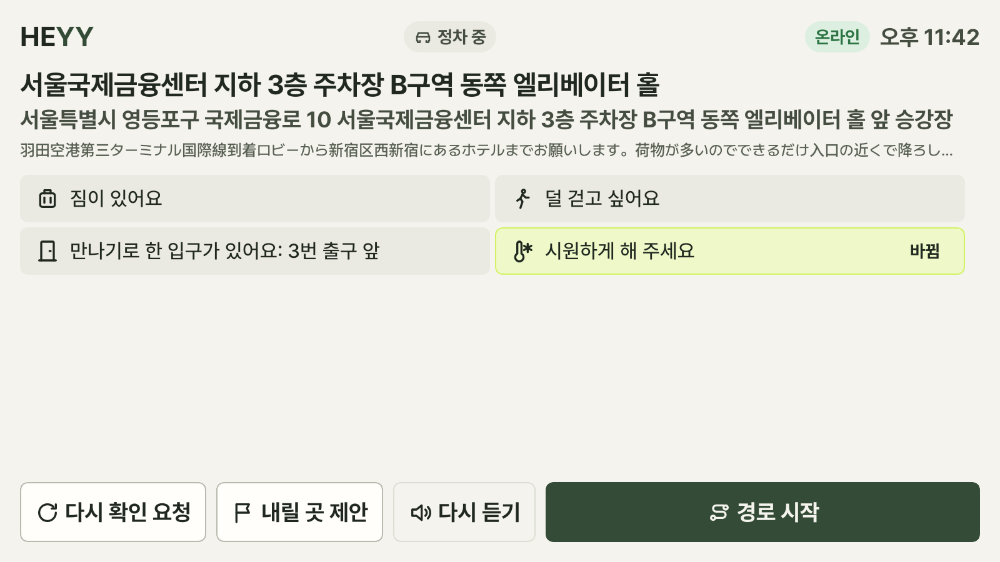 HEYY
정차 중
온라인
오후 11:42
서울국제금융센터 지하 3층 주차장 B구역 동쪽 엘리베이터 홀
서울특별시 영등포구 국제금융로 10 서울국제금융센터 지하 3층 주차장 B구역 동쪽 엘리베이터 홀 앞 승강장
羽田空港第三ターミナル国際線到着ロビーから新宿区西新宿にあるホテルまでお願いします。荷物が多いのでできるだけ入口の近くで降ろし...
짐이 있어요
덜 걷고 싶어요
만나기로 한 입구가 있어요: 3번 출구 앞
시원하게 해 주세요
바뀜
다시 확인 요청
내릴 곳 제안
다시 듣기
경로 시작